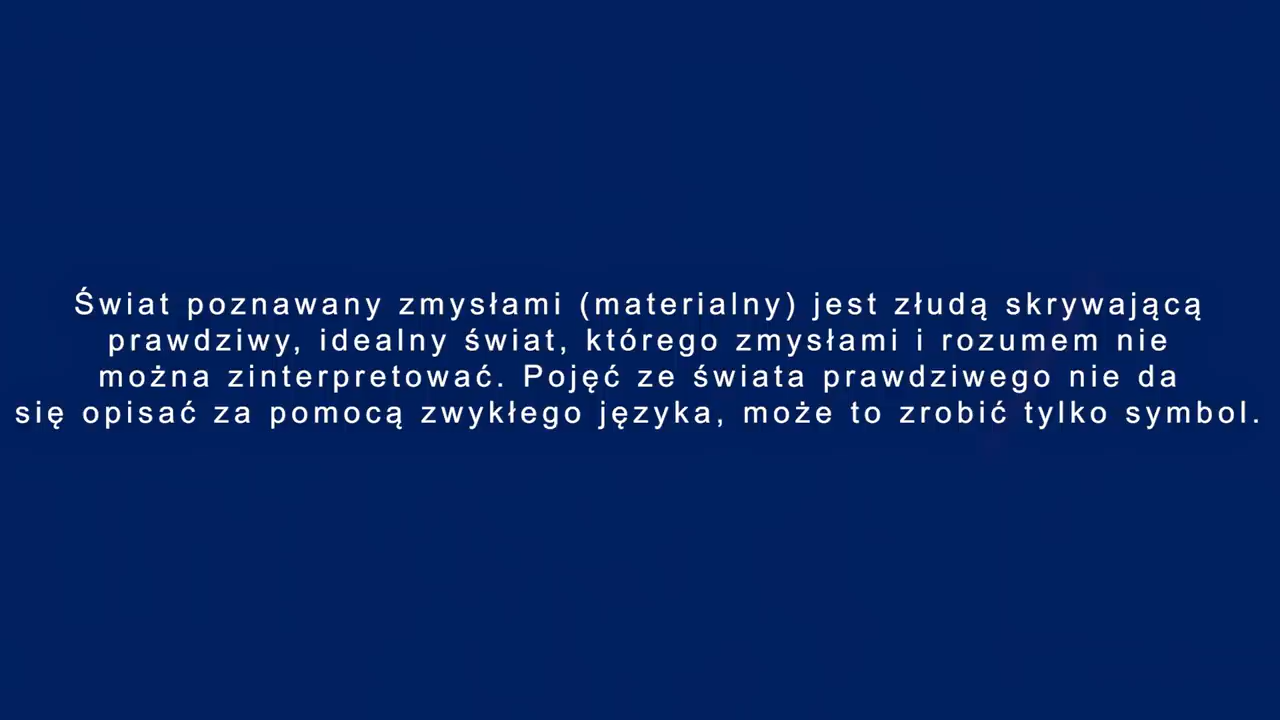 Świat poznawany zmysłami (materialny) jest złudą skrywającą
prawdziwy, idealny świat, którego zmysłami i rozumem nie
można zinterpretować. Pojęć ze świata prawdziwego nie da
się opisać za pomocą zwykłego języka, może to zrobić tylko symbol.